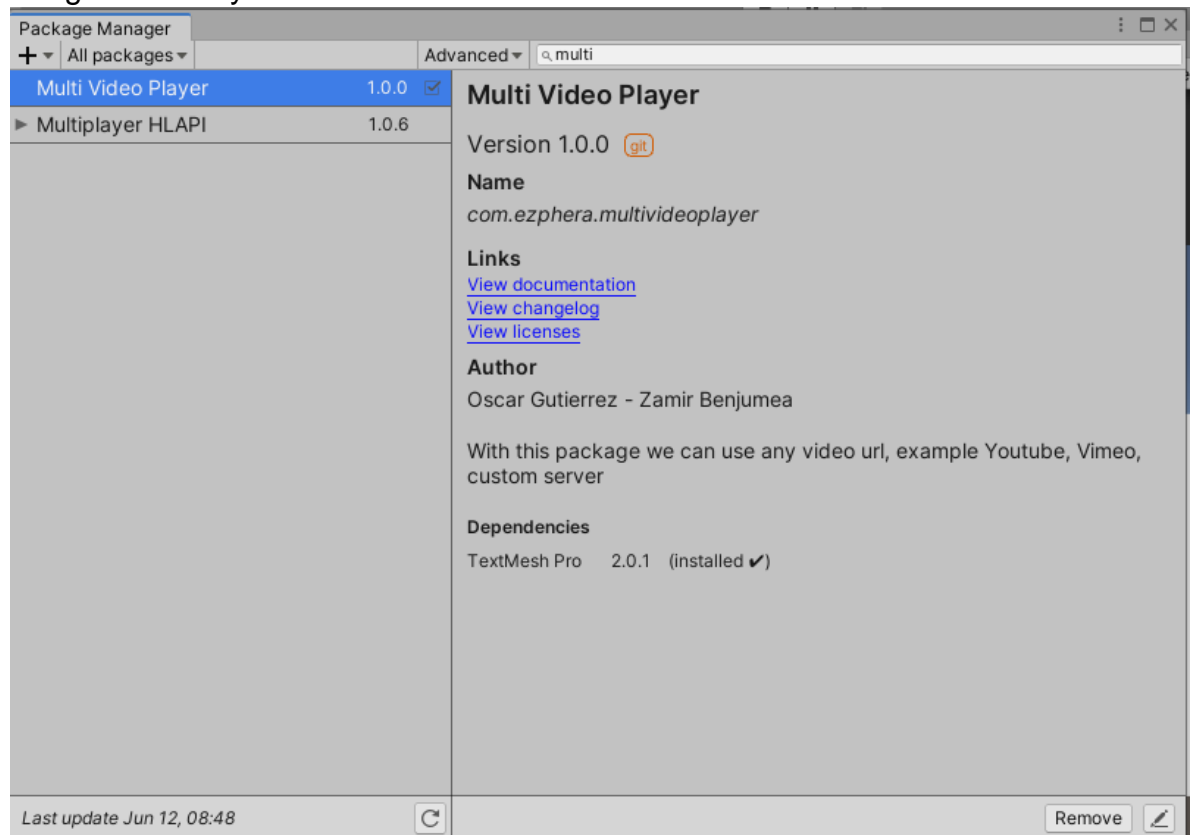 Package Manager
All packages
Advanced
multi
Multi Video Player 1.0.0
Multiplayer HLAPI 1.0.6
Multi Video Player
Version 1.0.0 git
Name
com.ezphera.multivideoplayer
Links
View documentation
View changelog
View licenses
Author
Oscar Gutierrez - Zamir Benjumea
With this package we can use any video url, example Youtube, Vimeo,
custom server
Dependencies
TextMesh Pro 2.0.1 (installed ✔)
Last update Jun 12, 08:48
Remove